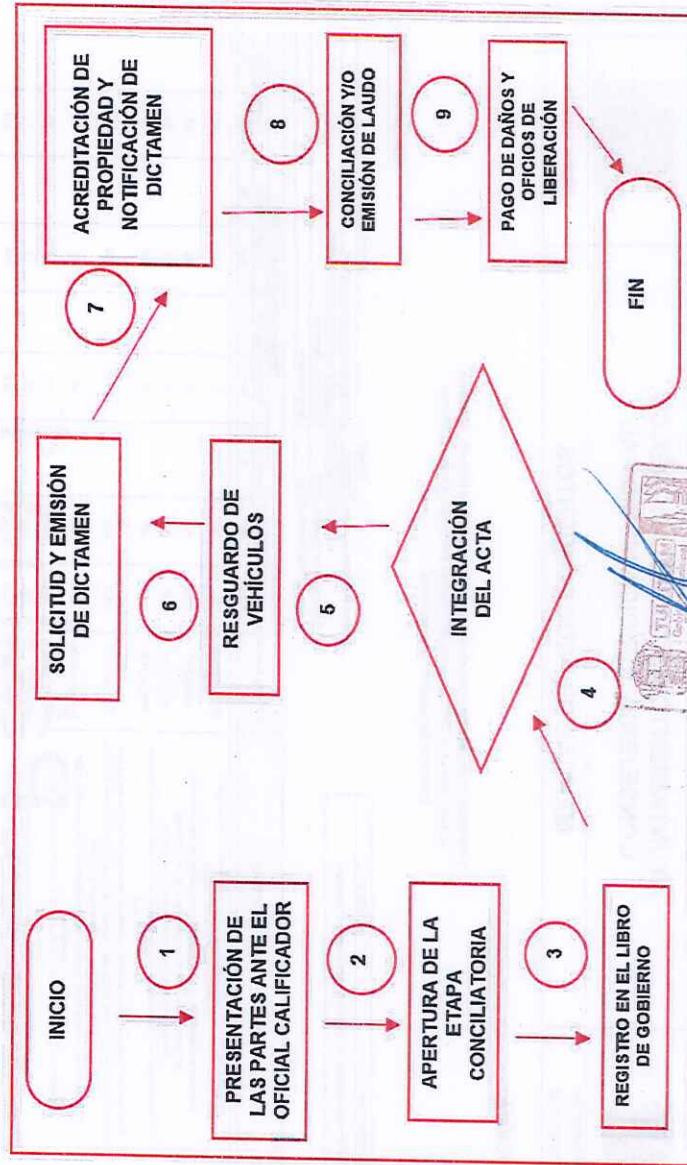 INICIO
1
PRESENTACIÓN DE
LAS PARTES ANTE EL
OFICIAL CALIFICADOR
2
APERTURA DE LA
ETAPA
CONCILIATORIA
3
REGISTRO EN EL LIBRO
DE GOBIERNO
4
INTEGRACIÓN
DEL ACTA
5
RESGUARDO DE
VEHÍCULOS
6
SOLICITUD Y EMISIÓN
DE DICTAMEN
7
ACREDITACIÓN DE
PROPIEDAD Y
NOTIFICACIÓN DE
DICTAMEN
8
CONCILIACIÓN Y/O
EMISIÓN DE LAUDO
9
PAGO DE DAÑOS Y
OFICIOS DE
LIBERACIÓN
FIN